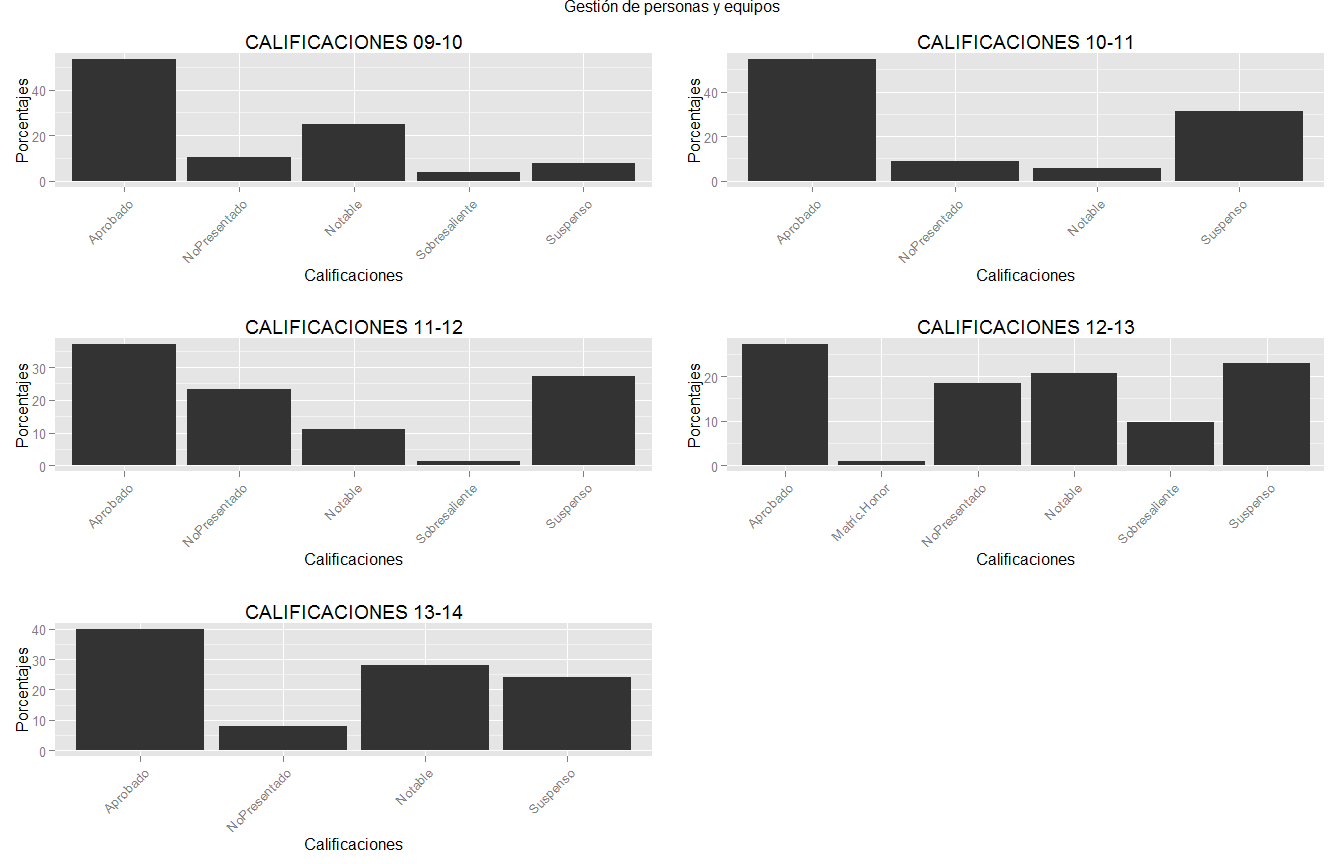 Gestión de personas y equipos
CALIFICACIONES 09-10
Porcentajes
40
20
0
Aprobado
NoPresentado
Notable
Sobresaliente
Suspenso
Calificaciones
CALIFICACIONES 10-11
Porcentajes
40
20
0
Aprobado
NoPresentado
Notable
Suspenso
Calificaciones
CALIFICACIONES 11-12
Porcentajes
30
20
10
0
Aprobado
NoPresentado
Notable
Sobresaliente
Suspenso
Calificaciones
CALIFICACIONES 12-13
Porcentajes
20
10
0
Aprobado
Matríc.Honor
NoPresentado
Notable
Sobresaliente
Suspenso
Calificaciones
CALIFICACIONES 13-14
Porcentajes
40
30
20
10
0
Aprobado
NoPresentado
Notable
Suspenso
Calificaciones